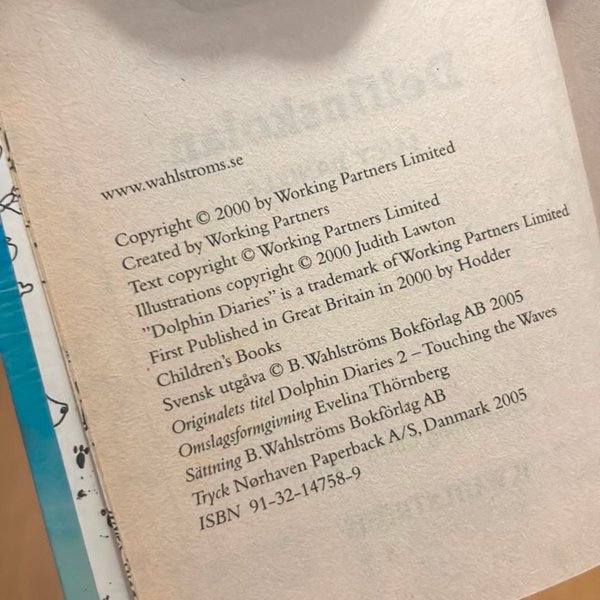 www.wahlstroms.se
Copyright © 2000 by Working Partners Limited
Created by Working Partners
Text copyright © Working Partners Limited
Illustrations copyright © 2000 Judith Lawton
"Dolphin Diaries" is a trademark of Working Partners Limited
First Published in Great Britain in 2000 by Hodder
Children's Books
Svensk utgåva © B. Wahlströms Bokförlag AB 2005
Originalets titel Dolphin Diaries 2 – Touching the Waves
Omslagsformgivning Evelina Thörnberg
Sättning B. Wahlströms Bokförlag AB
Tryck Nørhaven Paperback A/S, Danmark 2005
ISBN 91-32-14758-9